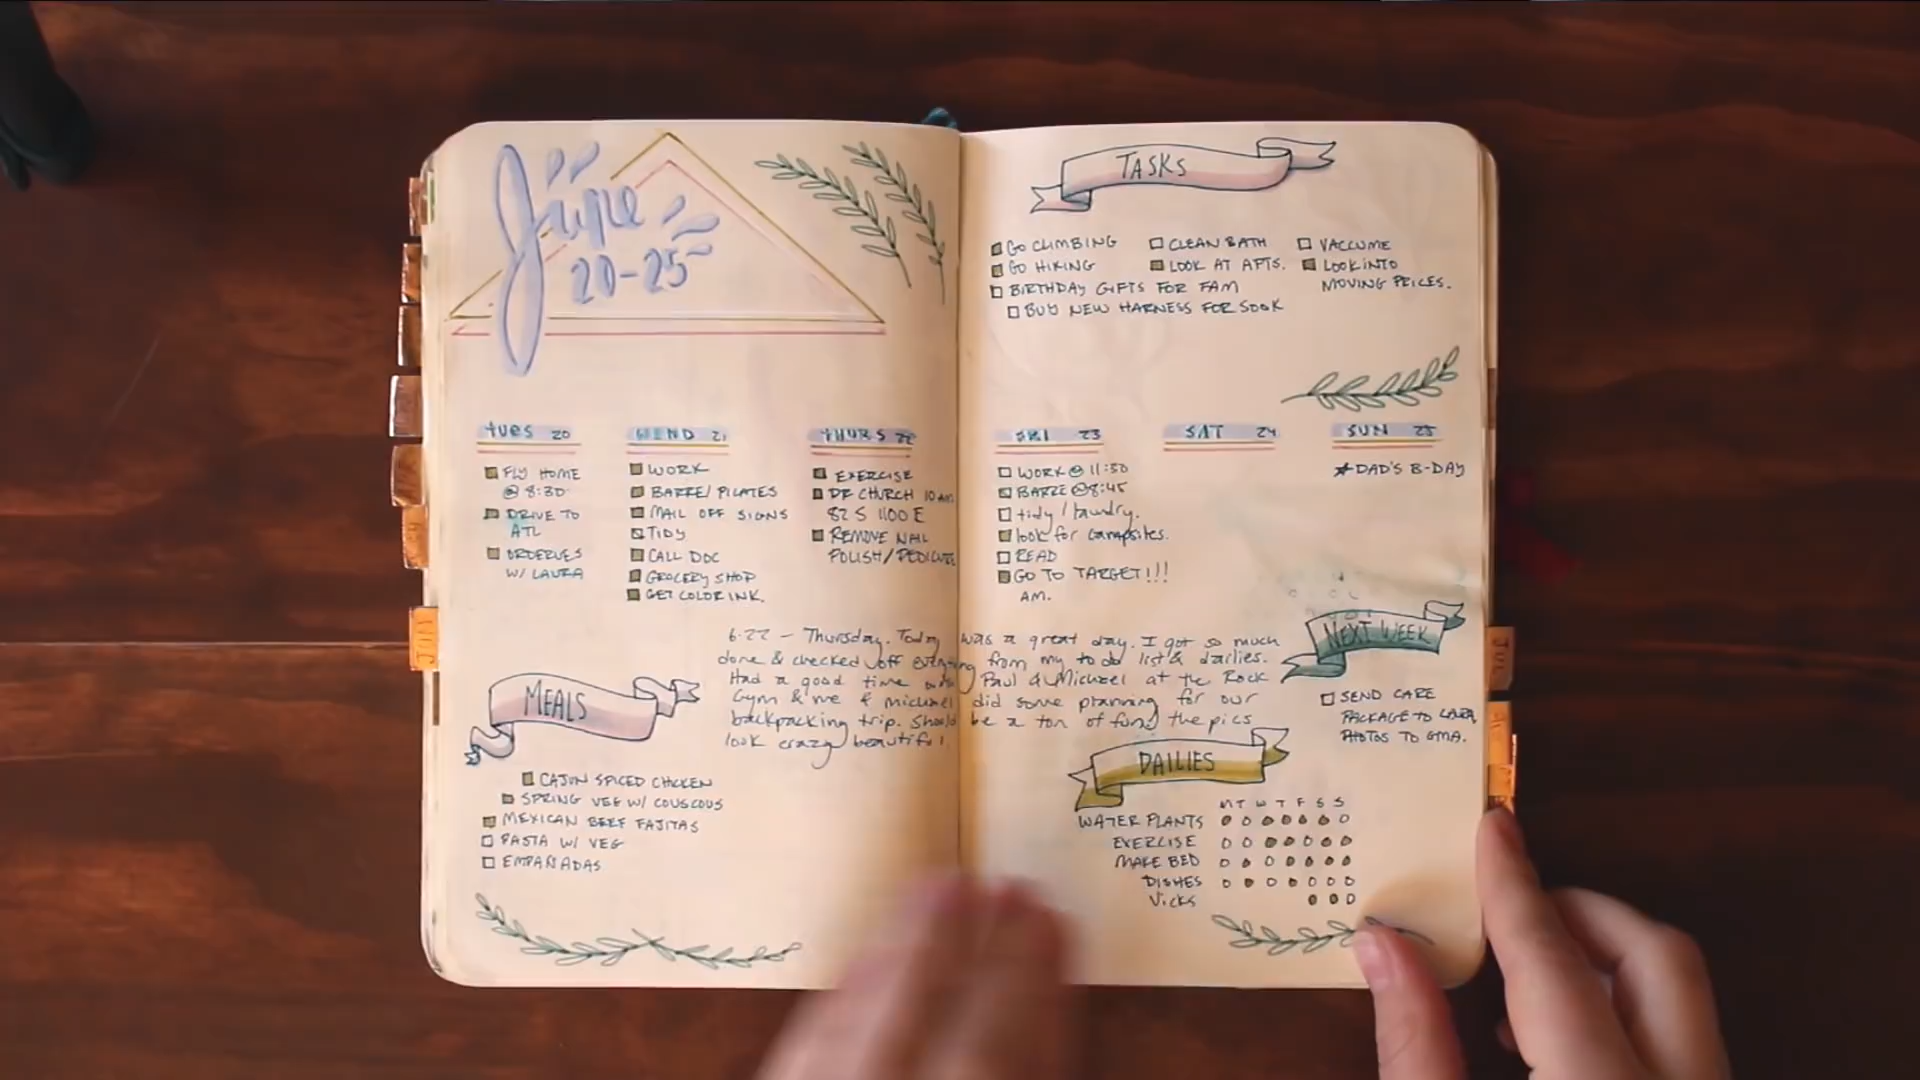 June
20-25
TUES 20
FLY HOME
@ 8:30
DRIVE TO
ATL
W/ LAURA
WEND 21
WORK
BARRE/PILATES
MAIL OFF SIGNS
TIDY
CALL DOC
GROCERY SHOP
GET COLOR INK.
THURS 22
EXERCISE
DR CHURCH 10 AM
82 S 1100 E
REMOVE NAIL
POLISH/PEDICURE
6-22 - Thursday. Today was a great day. I got so much
done & checked off everything from my to do list & dailies.
Had a good time with Paul & Michael at the Rock
Gym & me & michael did some planning for our
backpacking trip. Should be a ton of fun, the pics
look crazy beautiful.
MEALS
CAJUN SPICED CHICKEN
SPRING VEG W/ COUSCOUS
MEXICAN BEEF FAJITAS
PASTA W/ VEG
EMPANADAS
TASKS
GO CLIMBING
GO HIKING
BIRTHDAY GIFTS FOR FAM
BUY NEW HARNESS FOR SOOK
CLEAN BATH
LOOK AT APTS.
VACCUME
LOOK INTO
MOVING PRICES.
FRI 23
WORK @ 11:30
BARRE @ 8:45
tidy / laundry.
look for campsites.
READ
GO TO TARGET!!!
AM.
SAT 24
SUN 25
DAD'S B-DAY
NEXT WEEK
SEND CARE
PACKAGE TO LAURA
PHOTOS TO GMA.
DAILIES
M T W T F S S
WATER PLANTS
EXERCISE
MAKE BED
DISHES
VICKS
JUN